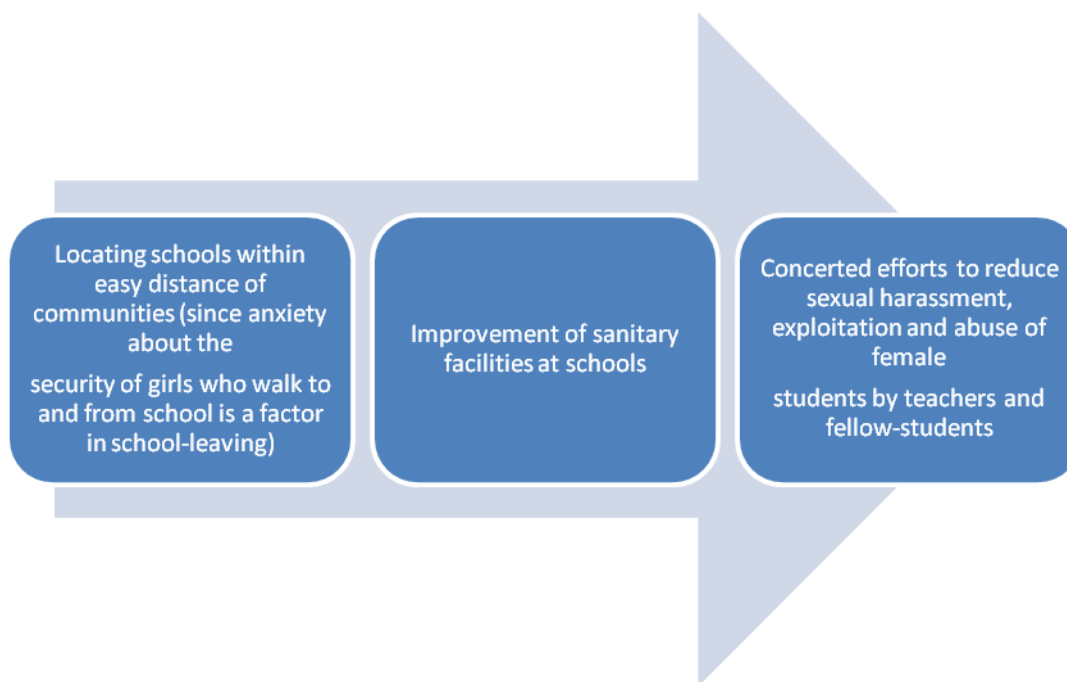 Locating schools within
easy distance of
communities (since anxiety
about the
security of girls who walk to
and from school is a factor
in school-leaving)
Improvement of sanitary
facilities at schools
Concerted efforts to reduce
sexual harassment,
exploitation and abuse of
female
students by teachers and
fellow-students